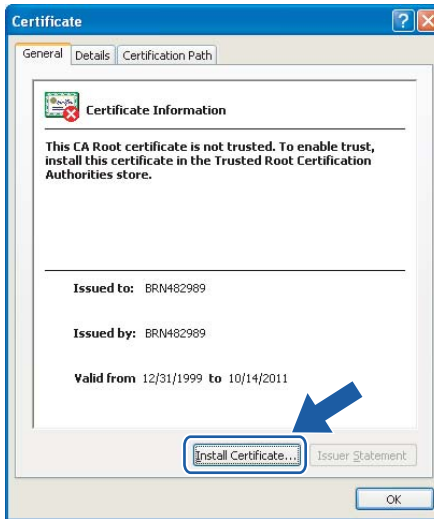 Certificate
General Details Certification Path
Certificate Information
This CA Root certificate is not trusted. To enable trust,
install this certificate in the Trusted Root Certification
Authorities store.
Issued to: BRN482989
Issued by: BRN482989
Valid from 12/31/1999 to 10/14/2011
Install Certificate... Issuer Statement
OK